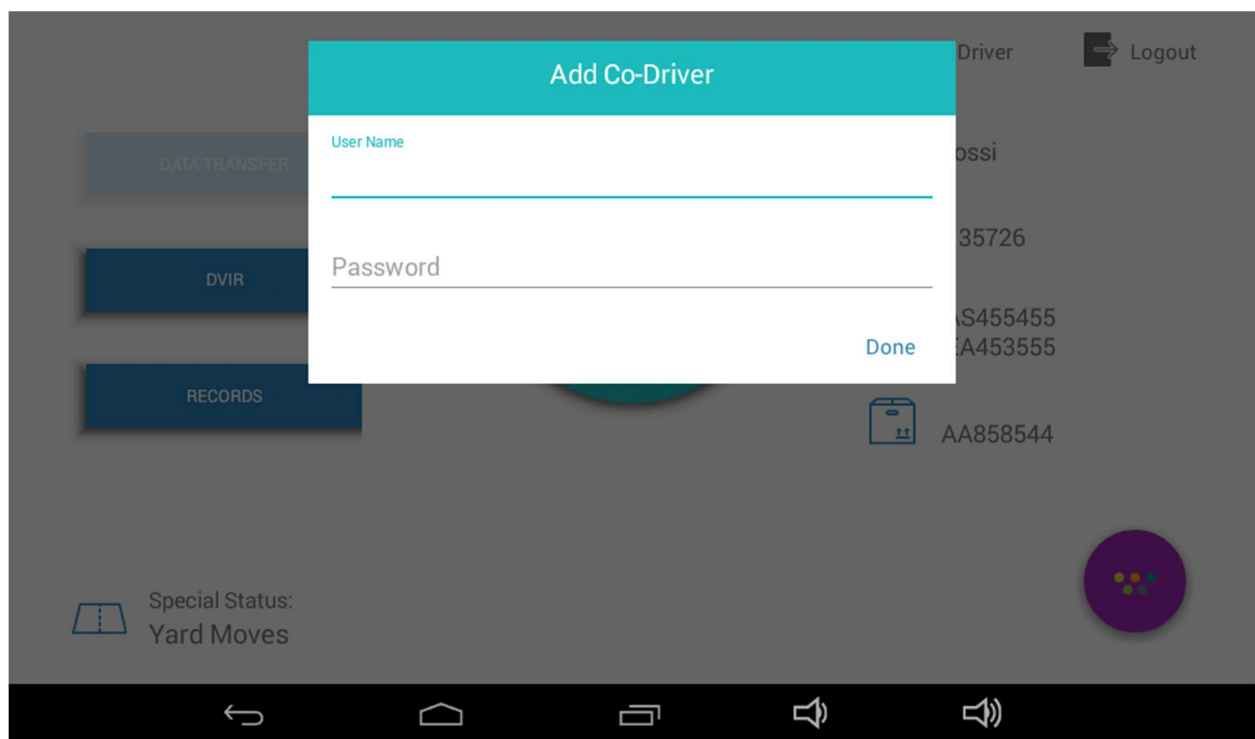 Add Co-Driver
Driver
Logout
User Name
Password
Done
DATA TRANSFER
DVIR
RECORDS
ossi
35726
S455455
A453555
AA858544
Special Status:
Yard Moves